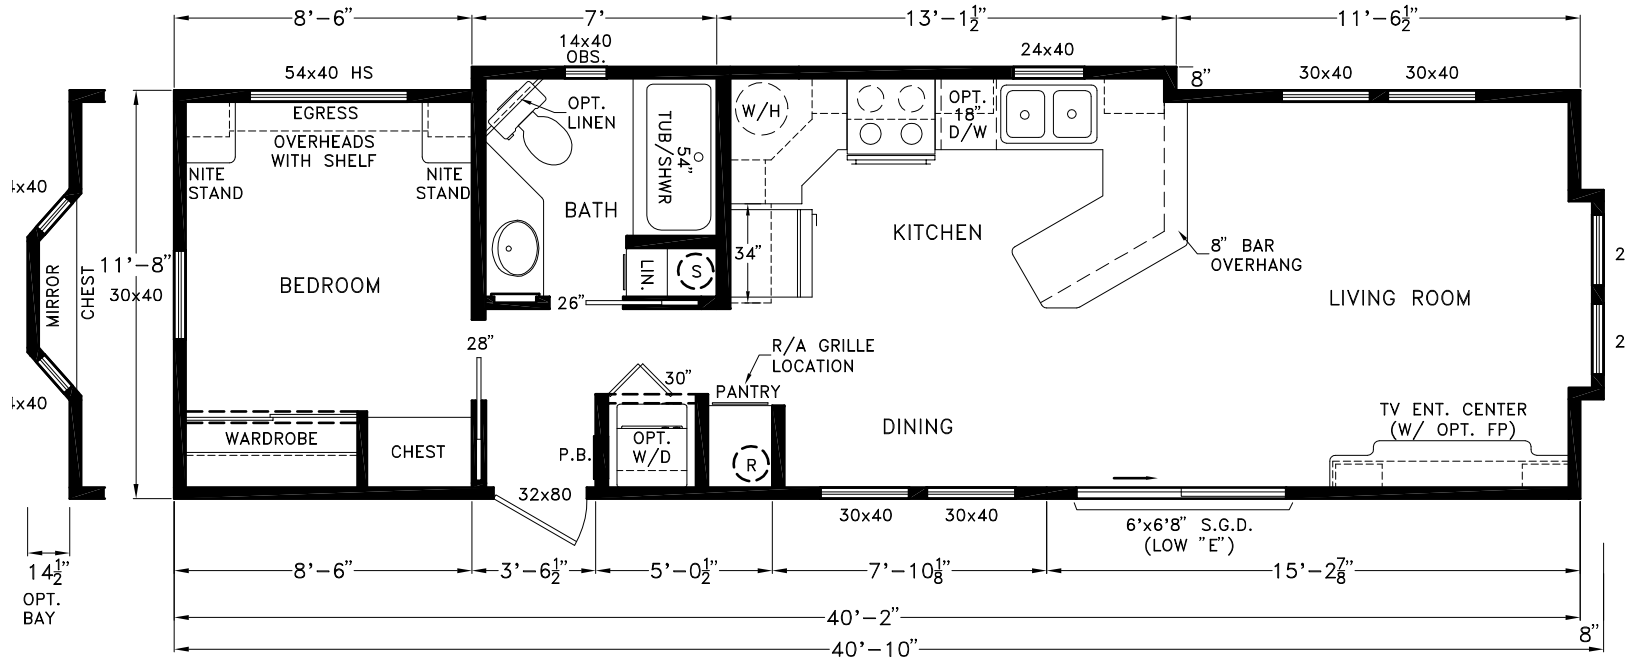 8'-6"
7'
13'-1½"
11'-6½"
14x40
OBS.
24x40
8"
54x40 HS
30x40
30x40
EGRESS
OVERHEADS
WITH SHELF
NITE
STAND
NITE
STAND
OPT.
LINEN
54"
TUB/SHWR
W/H
OPT.
18"
D/W
BATH
KITCHEN
34"
8" BAR
OVERHANG
LIN.
S
11'-8"
30x40
BEDROOM
MIRROR
CHEST
LIVING ROOM
26"
28"
R/A GRILLE
LOCATION
30"
PANTRY
DINING
TV ENT. CENTER
(W/ OPT. FP)
WARDROBE
CHEST
P.B.
OPT.
W/D
R
32x80
30x40
30x40
6'x6'8" S.G.D.
(LOW "E")
14½"
OPT.
BAY
8'-6"
3'-6½"
5'-0½"
7'-10⅛"
15'-2⅞"
40'-2"
8"
40'-10"